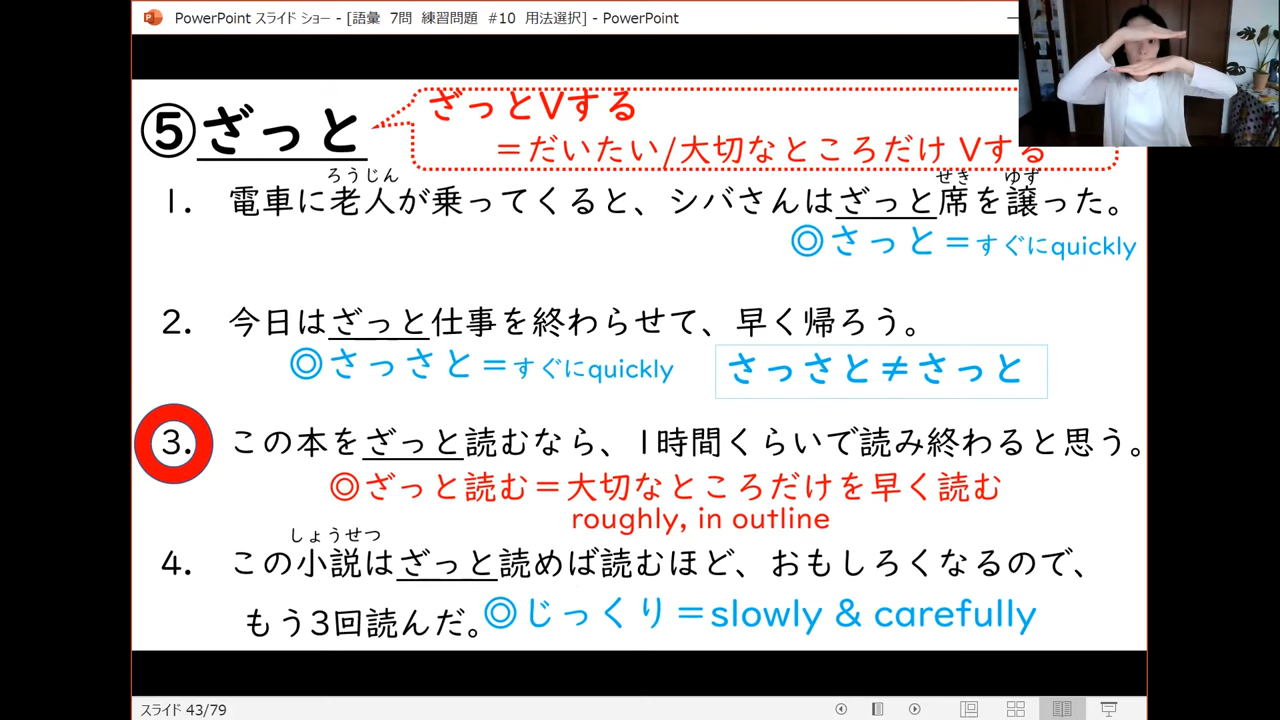 PowerPoint スライド ショー - [語彙 7問 練習問題 #10 用法選択] - PowerPoint
⑤ざっと
ざっとVする
＝だいたい/大切なところだけ Vする
ろうじん
せき
ゆず
1. 電車に老人が乗ってくると、シバさんはざっと席を譲った。
◎さっと＝すぐにquickly
2. 今日はざっと仕事を終わらせて、早く帰ろう。
◎さっさと＝すぐにquickly
さっさと≠さっと
3. この本をざっと読むなら、1時間くらいで読み終わると思う。
◎ざっと読む＝大切なところだけを早く読む
roughly, in outline
しょうせつ
4. この小説はざっと読めば読むほど、おもしろくなるので、
もう3回読んだ。
◎じっくり＝slowly & carefully
スライド 43/79